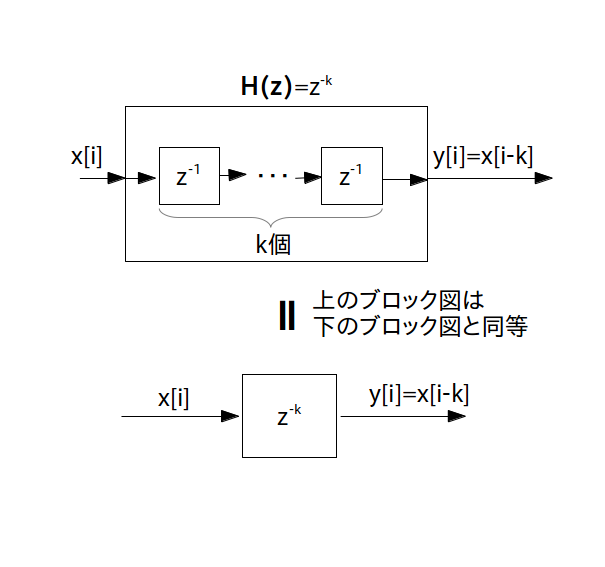 H(z)=z⁻ᵏ
x[i]
y[i]=x[i-k]
z⁻¹
･･･
z⁻¹
k個
=
上のブロック図は
下のブロック図と同等
x[i]
z⁻ᵏ
y[i]=x[i-k]